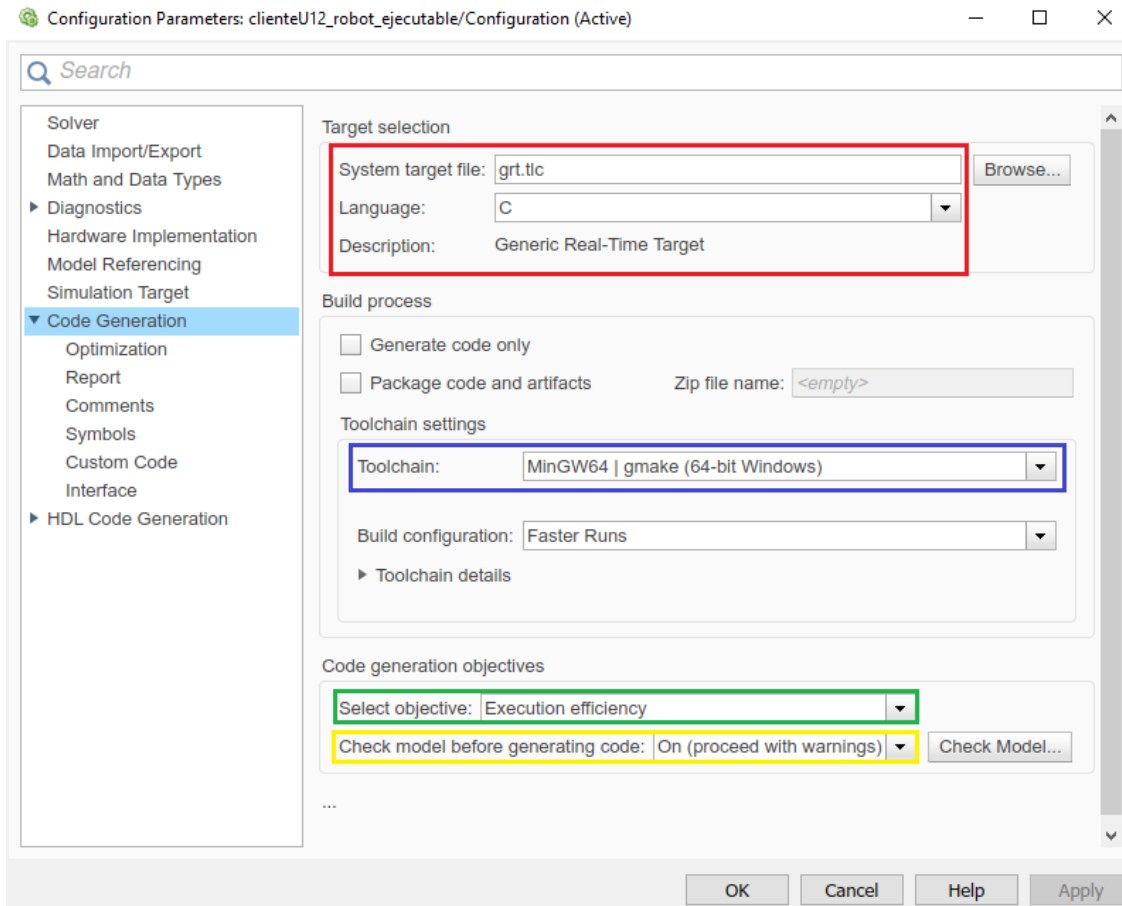 Configuration Parameters: clienteU12_robot_ejecutable/Configuration (Active)
Search
Solver
Data Import/Export
Math and Data Types
Diagnostics
Hardware Implementation
Model Referencing
Simulation Target
Code Generation
Optimization
Report
Comments
Symbols
Custom Code
Interface
HDL Code Generation
Target selection
System target file: grt.tlc Browse...
Language: C
Description: Generic Real-Time Target
Build process
Generate code only
Package code and artifacts Zip file name: <empty>
Toolchain settings
Toolchain: MinGW64 | gmake (64-bit Windows)
Build configuration: Faster Runs
Toolchain details
Code generation objectives
Select objective: Execution efficiency
Check model before generating code: On (proceed with warnings) Check Model...
...
OK Cancel Help Apply